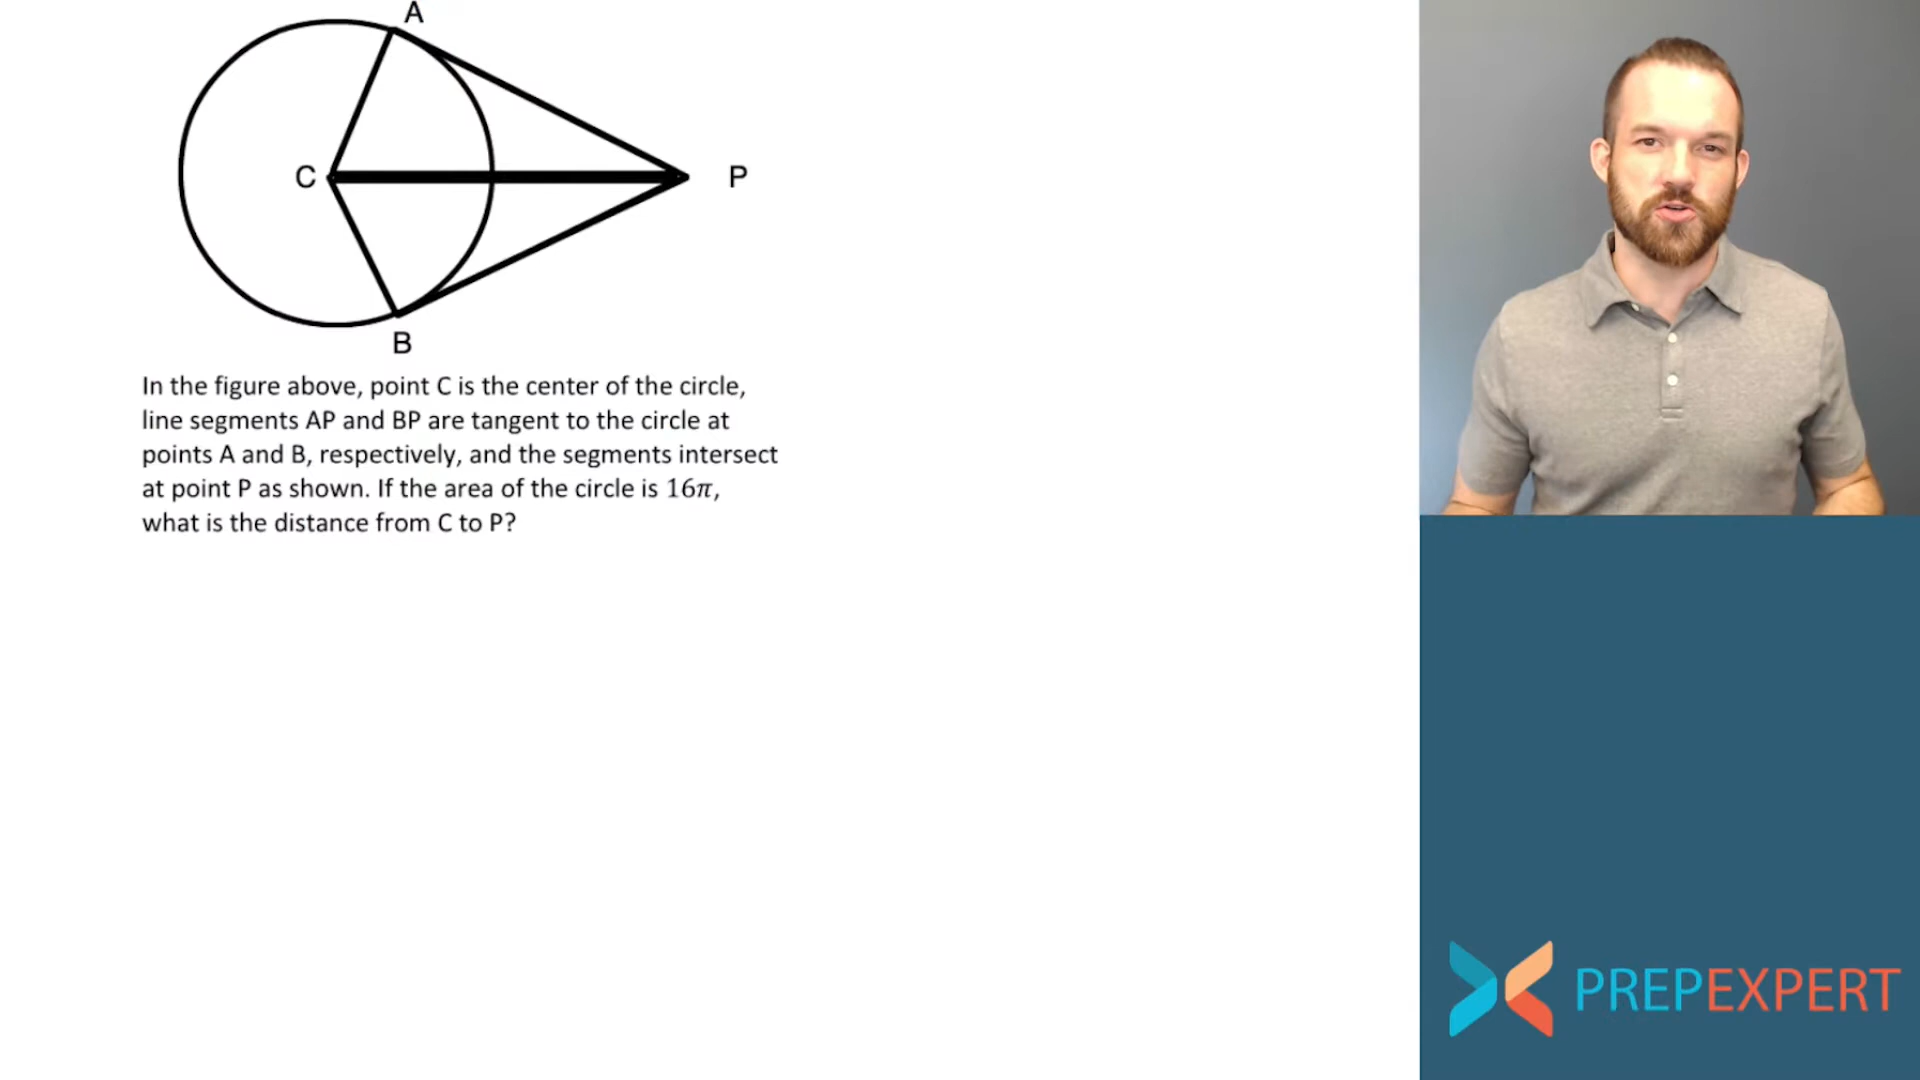 A
C
P
B
In the figure above, point C is the center of the circle,
line segments AP and BP are tangent to the circle at
points A and B, respectively, and the segments intersect
at point P as shown. If the area of the circle is 16π,
what is the distance from C to P?
PREPEXPERT